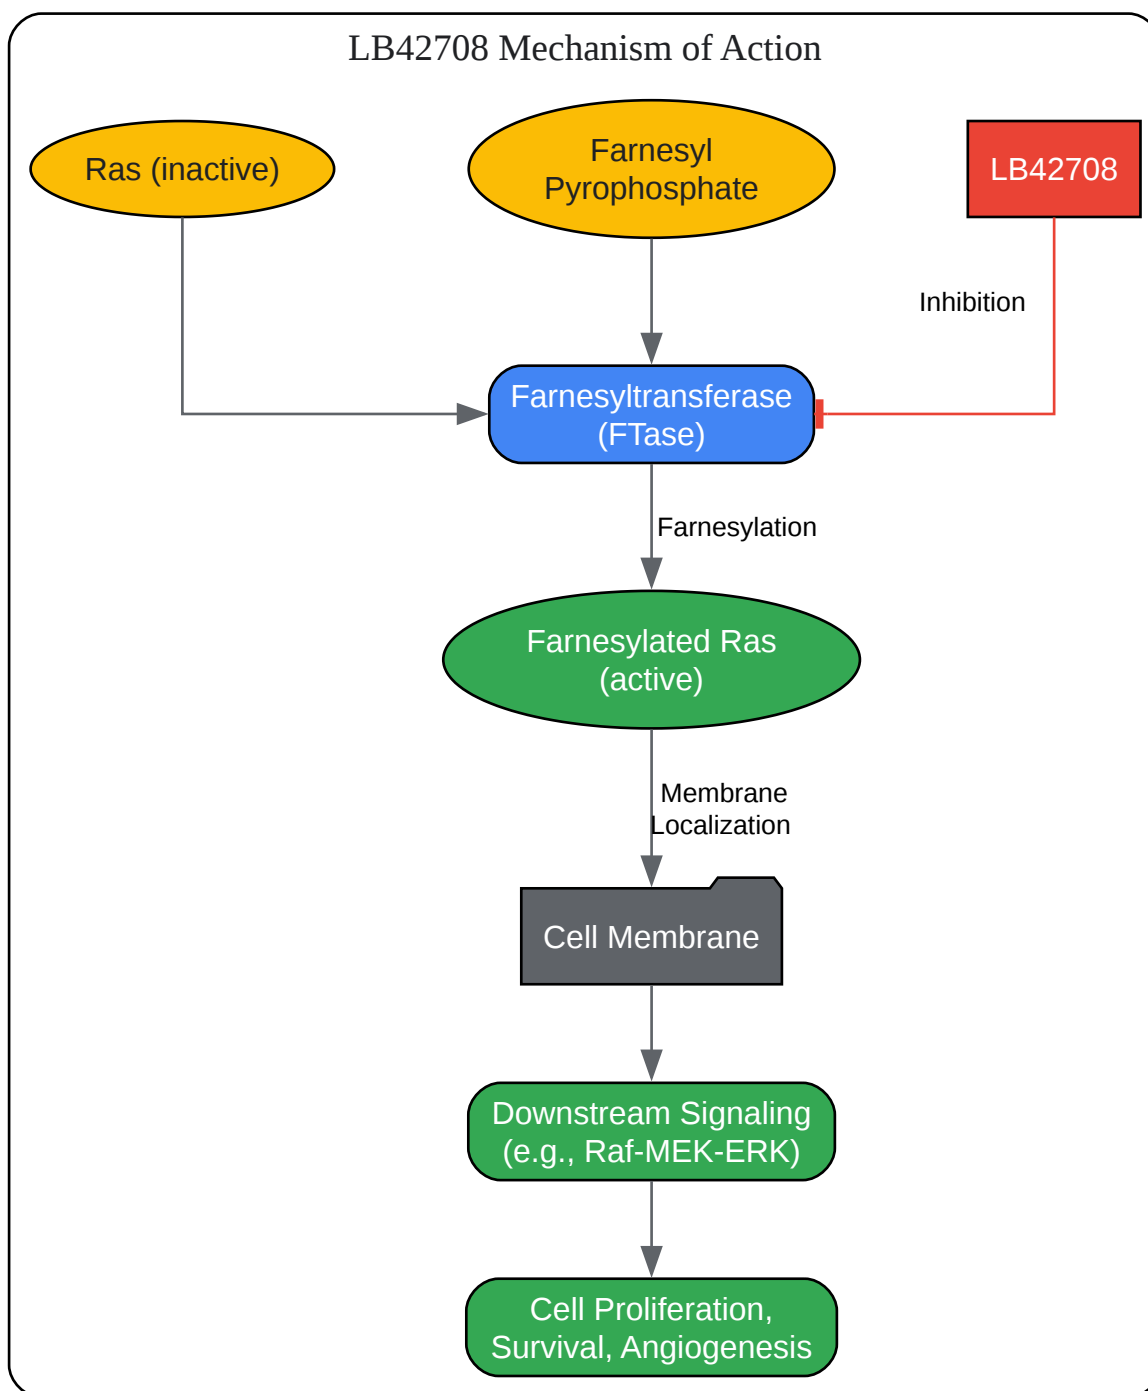 LB42708 Mechanism of Action
Ras (inactive)
Farnesyl
Pyrophosphate
LB42708
Inhibition
Farnesyltransferase
(FTase)
Farnesylation
Farnesylated Ras
(active)
Membrane
Localization
Cell Membrane
Downstream Signaling
(e.g., Raf-MEK-ERK)
Cell Proliferation,
Survival, Angiogenesis